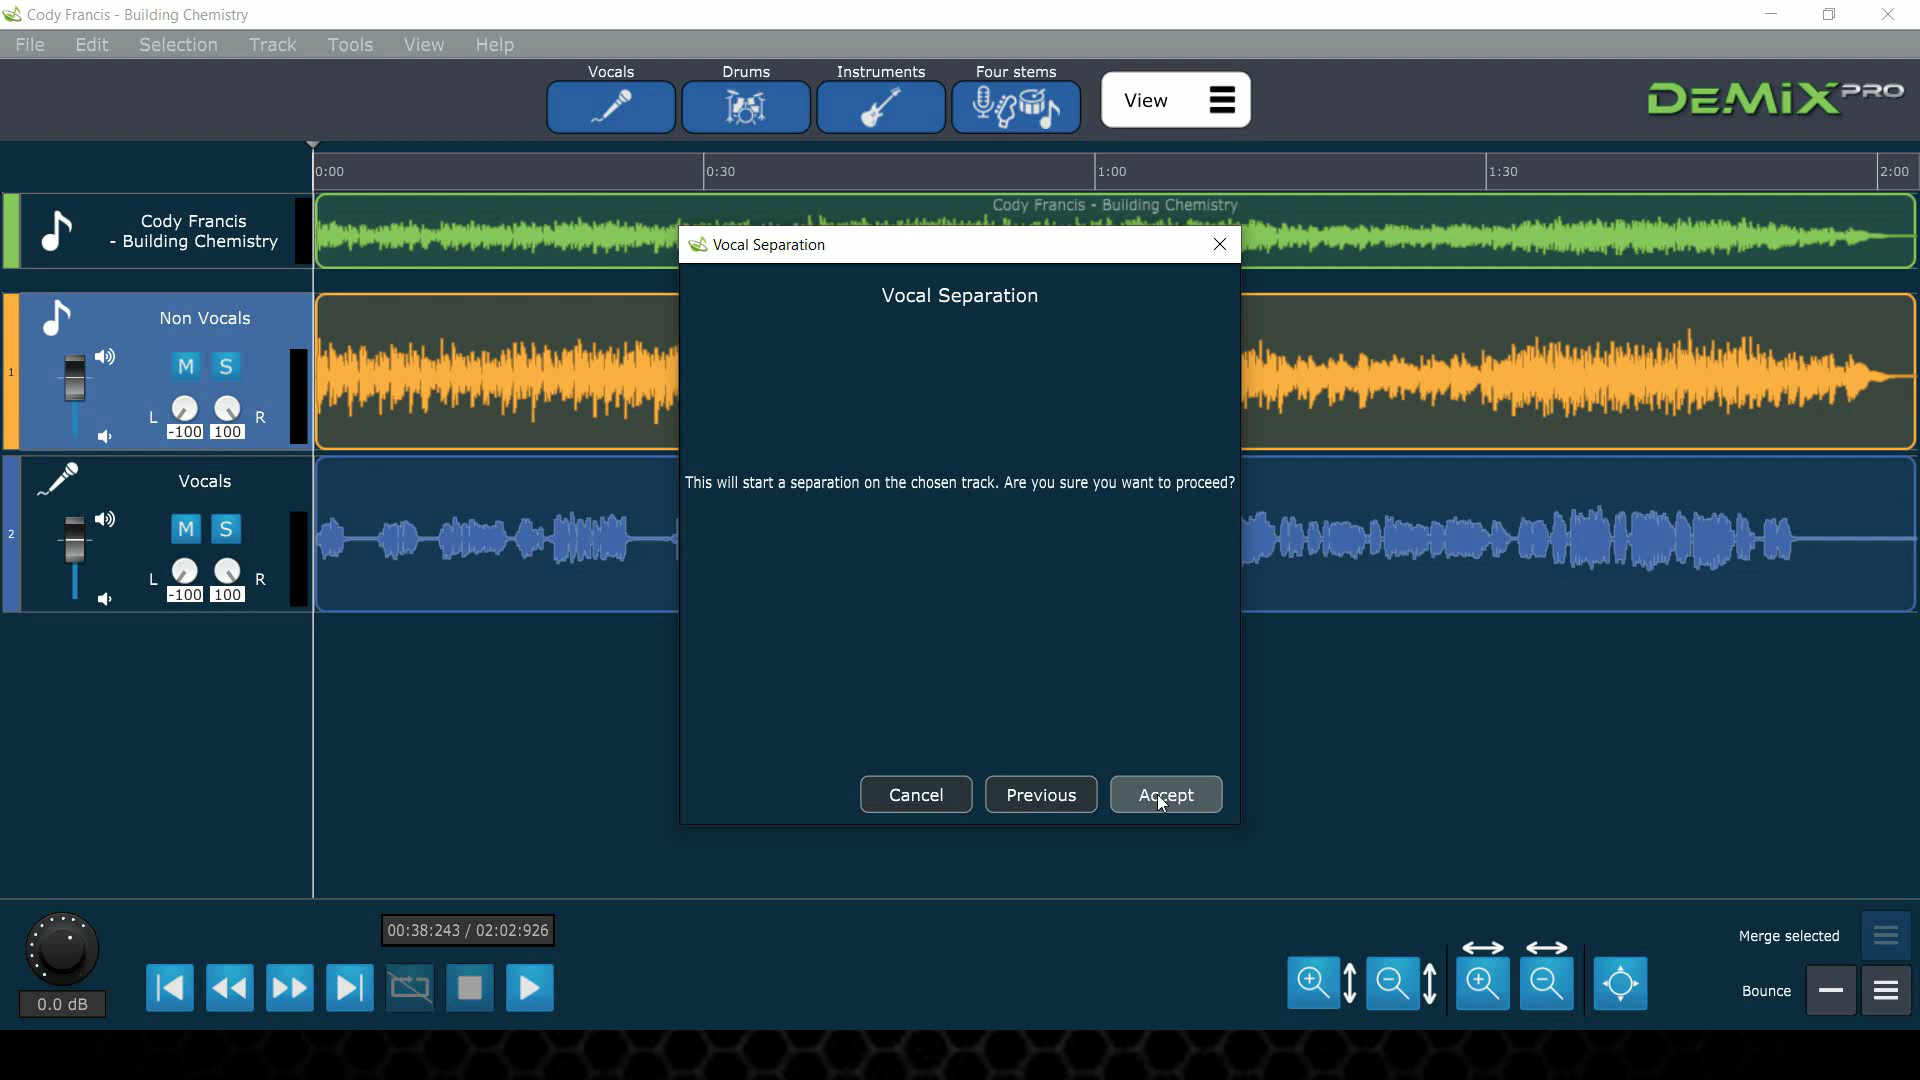 Cody Francis - Building Chemistry
File Edit Selection Track Tools View Help
Vocals Drums Instruments Four stems
View
DeMiX PRO
0:00 0:30 1:00 1:30 2:00
Cody Francis
- Building Chemistry
Cody Francis - Building Chemistry
Vocal Separation
Vocal Separation
1
Non Vocals
M S
L R
-100 100
This will start a separation on the chosen track. Are you sure you want to proceed?
2
Vocals
M S
L R
-100 100
Cancel Previous Accept
00:38:243 / 02:02:926
0.0 dB
Merge selected
Bounce